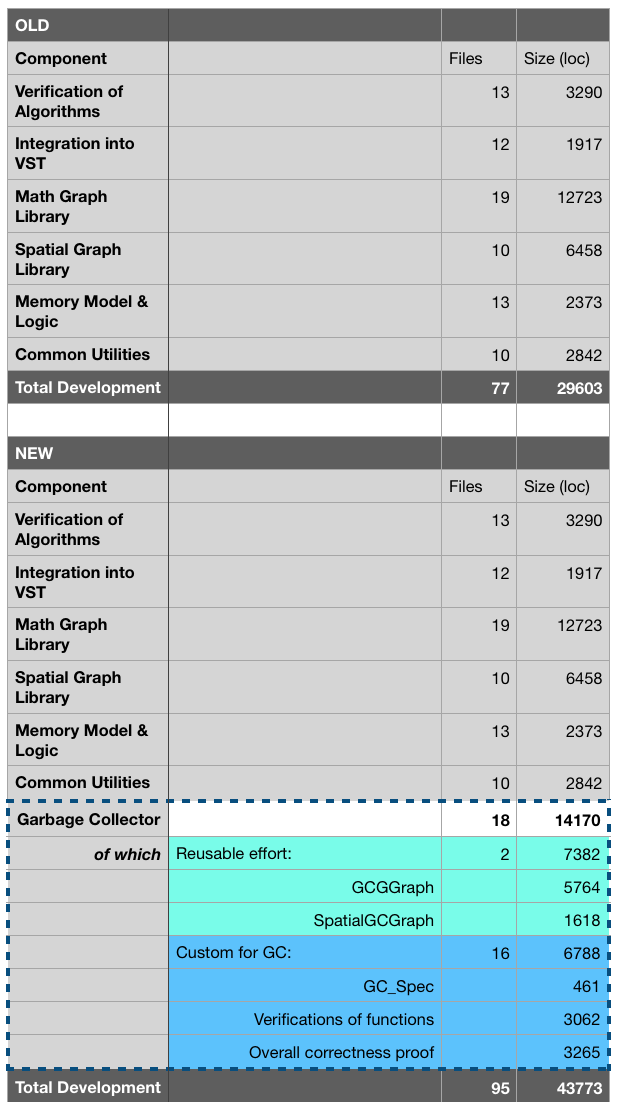 OLD
Component Files Size (loc)
Verification of 13 3290
Algorithms
Integration into 12 1917
VST
Math Graph 19 12723
Library
Spatial Graph 10 6458
Library
Memory Model & 13 2373
Logic
Common Utilities 10 2842
Total Development 77 29603
NEW
Component Files Size (loc)
Verification of 13 3290
Algorithms
Integration into 12 1917
VST
Math Graph 19 12723
Library
Spatial Graph 10 6458
Library
Memory Model & 13 2373
Logic
Common Utilities 10 2842
Garbage Collector 18 14170
of which Reusable effort: 2 7382
GCGGraph 5764
SpatialGCGraph 1618
Custom for GC: 16 6788
GC_Spec 461
Verifications of functions 3062
Overall correctness proof 3265
Total Development 95 43773